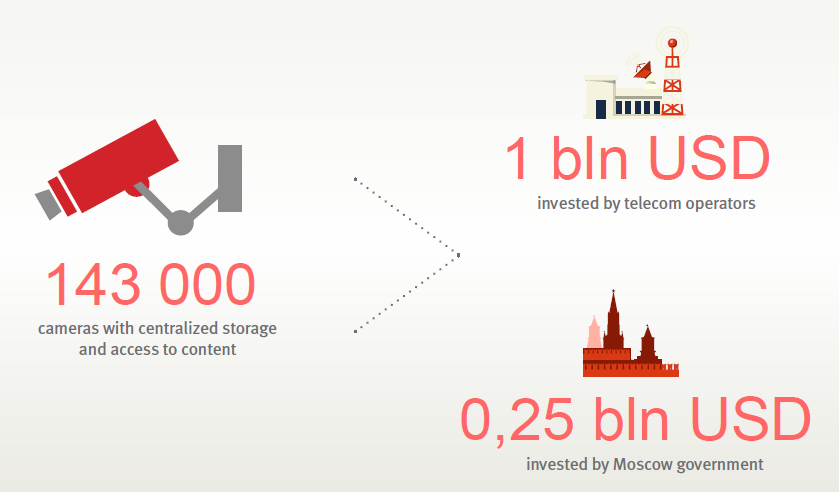 143 000
cameras with centralized storage
and access to content
1 bln USD
invested by telecom operators
0,25 bln USD
invested by Moscow government